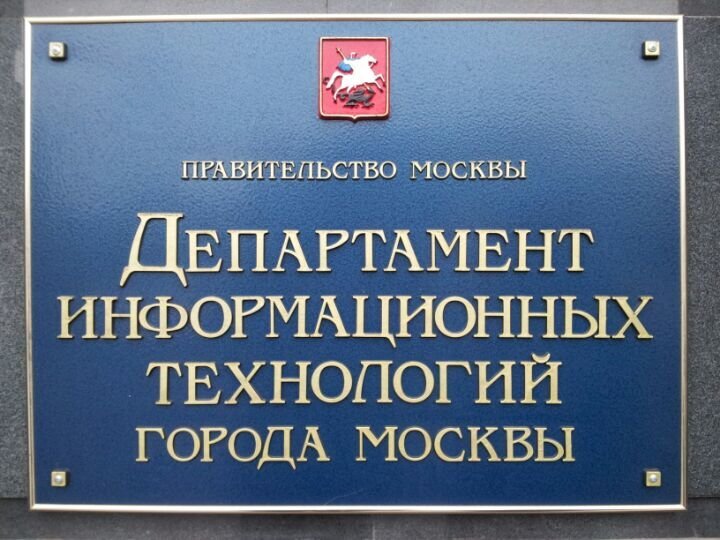 ПРАВИТЕЛЬСТВО МОСКВЫ
ДЕПАРТАМЕНТ
ИНФОРМАЦИОННЫХ
ТЕХНОЛОГИЙ
ГОРОДА МОСКВЫ